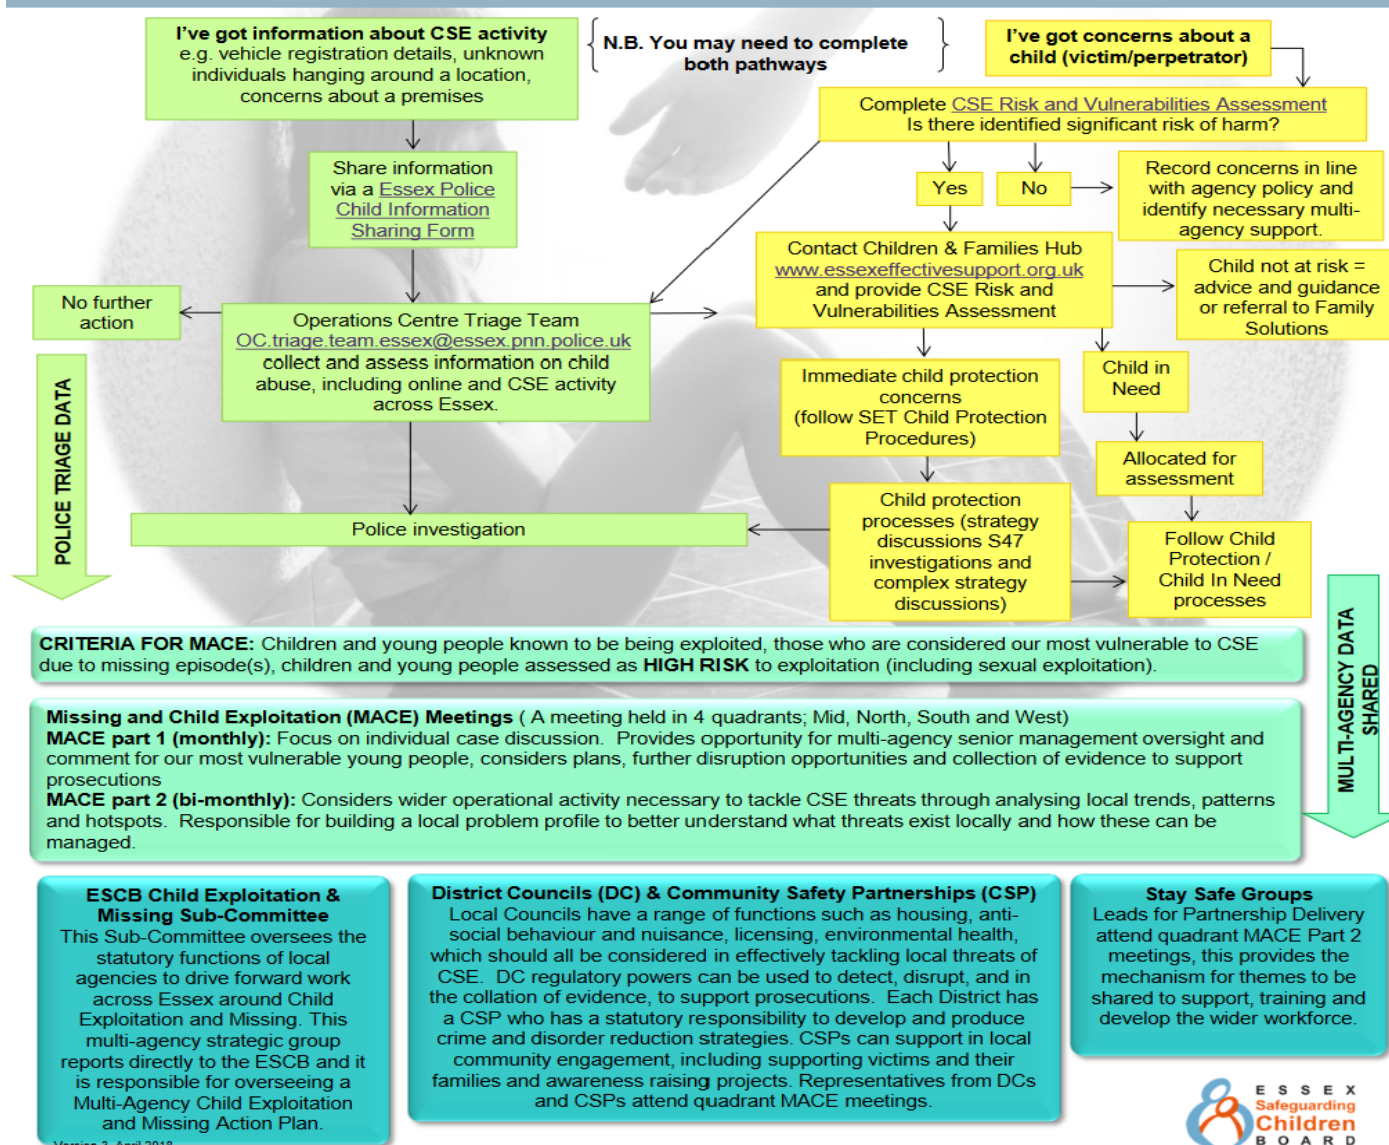 I've got information about CSE activity
e.g. vehicle registration details, unknown
individuals hanging around a location,
concerns about a premises
N.B. You may need to complete
both pathways
I've got concerns about a
child (victim/perpetrator)
Complete CSE Risk and Vulnerabilities Assessment
Is there identified significant risk of harm?
Share information
via a Essex Police
Child Information
Sharing Form
Yes
No
Record concerns in line
with agency policy and
identify necessary multi-
agency support.
Contact Children & Families Hub
www.essexeffectivesupport.org.uk
and provide CSE Risk and
Vulnerabilities Assessment
Child not at risk =
advice and guidance
or referral to Family
Solutions
No further
action
Operations Centre Triage Team
OC.triage.team.essex@essex.pnn.police.uk
collect and assess information on child
abuse, including online and CSE activity
across Essex.
Immediate child protection
concerns
(follow SET Child Protection
Procedures)
Child in
Need
Allocated for
assessment
POLICE TRIAGE DATA
Police investigation
Child protection
processes (strategy
discussions S47
investigations and
complex strategy
discussions)
Follow Child
Protection /
Child In Need
processes
MULTI-AGENCY DATA
SHARED
CRITERIA FOR MACE: Children and young people known to be being exploited, those who are considered our most vulnerable to CSE
due to missing episode(s), children and young people assessed as HIGH RISK to exploitation (including sexual exploitation).
Missing and Child Exploitation (MACE) Meetings ( A meeting held in 4 quadrants; Mid, North, South and West)
MACE part 1 (monthly): Focus on individual case discussion. Provides opportunity for multi-agency senior management oversight and
comment for our most vulnerable young people, considers plans, further disruption opportunities and collection of evidence to support
prosecutions
MACE part 2 (bi-monthly): Considers wider operational activity necessary to tackle CSE threats through analysing local trends, patterns
and hotspots. Responsible for building a local problem profile to better understand what threats exist locally and how these can be
managed.
ESCB Child Exploitation &
Missing Sub-Committee
This Sub-Committee oversees the
statutory functions of local
agencies to drive forward work
across Essex around Child
Exploitation and Missing. This
multi-agency strategic group
reports directly to the ESCB and it
is responsible for overseeing a
Multi-Agency Child Exploitation
and Missing Action Plan.
District Councils (DC) & Community Safety Partnerships (CSP)
Local Councils have a range of functions such as housing, anti-
social behaviour and nuisance, licensing, environmental health,
which should all be considered in effectively tackling local threats of
CSE. DC regulatory powers can be used to detect, disrupt, and in
the collation of evidence, to support prosecutions. Each District has
a CSP who has a statutory responsibility to develop and produce
crime and disorder reduction strategies. CSPs can support in local
community engagement, including supporting victims and their
families and awareness raising projects. Representatives from DCs
and CSPs attend quadrant MACE meetings.
Stay Safe Groups
Leads for Partnership Delivery
attend quadrant MACE Part 2
meetings, this provides the
mechanism for themes to be
shared to support, training and
develop the wider workforce.
ESSEX
Safeguarding
Children
BOARD
Version 3 April 2018